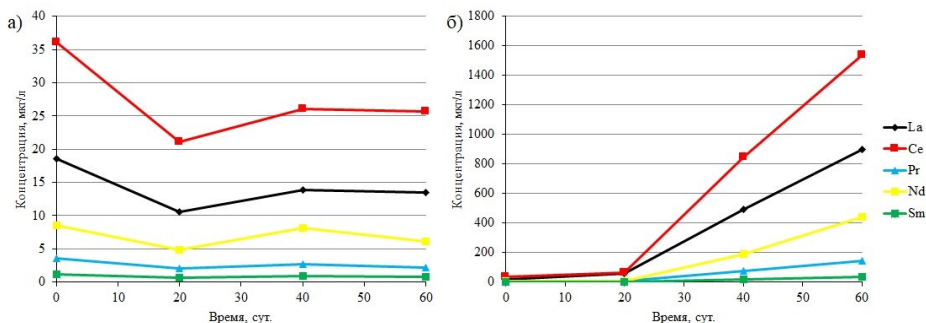 а)
Концентрация, мкг/л
40
35
30
25
20
15
10
5
0
0 10 20 30 40 50 60
Время, сут.
б)
Концентрация, мкг/л
1800
1600
1400
1200
1000
800
600
400
200
0
0 10 20 30 40 50 60
Время, сут.
La
Ce
Pr
Nd
Sm